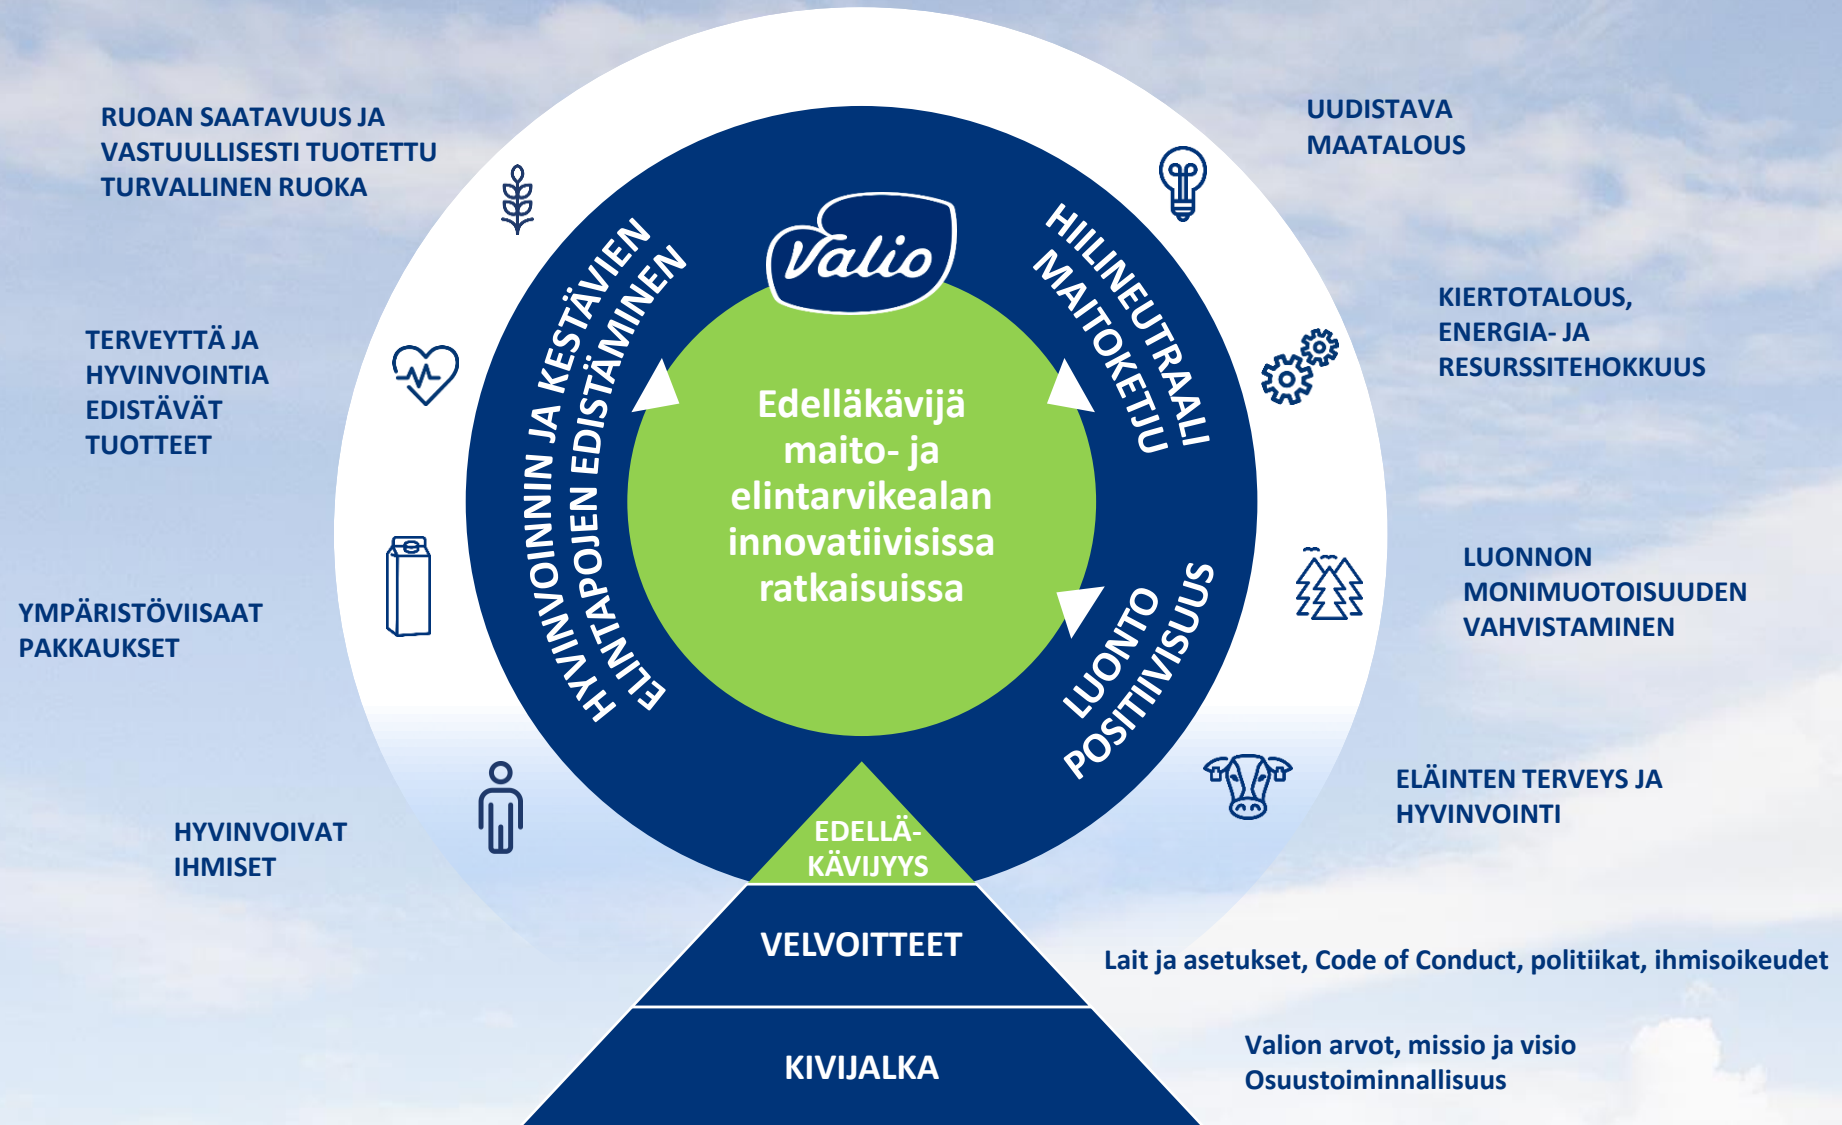 RUOAN SAATAVUUS JA
VASTUULLISESTI TUOTETTU
TURVALLINEN RUOKA
TERVEYTTÄ JA
HYVINVOINTIA
EDISTÄVÄT
TUOTTEET
YMPÄRISTÖVIISAAT
PAKKAUKSET
HYVINVOIVAT
IHMISET
HYVINVOINNIN JA KESTÄVIEN
ELINTAPOJEN EDISTÄMINEN
Valio
HIILINEUTRAALI
MAITOKETJU
LUONTO
POSITIIVISUUS
Edelläkävijä
maito- ja
elintarvikealan
innovatiivisissa
ratkaisuissa
UUDISTAVA
MAATALOUS
KIERTOTALOUS,
ENERGIA- JA
RESURSSITEHOKKUUS
LUONNON
MONIMUOTOISUUDEN
VAHVISTAMINEN
ELÄINTEN TERVEYS JA
HYVINVOINTI
EDELLÄ-
KÄVIJYYS
VELVOITTEET
Lait ja asetukset, Code of Conduct, politiikat, ihmisoikeudet
KIVIJALKA
Valion arvot, missio ja visio
Osuustoiminnallisuus